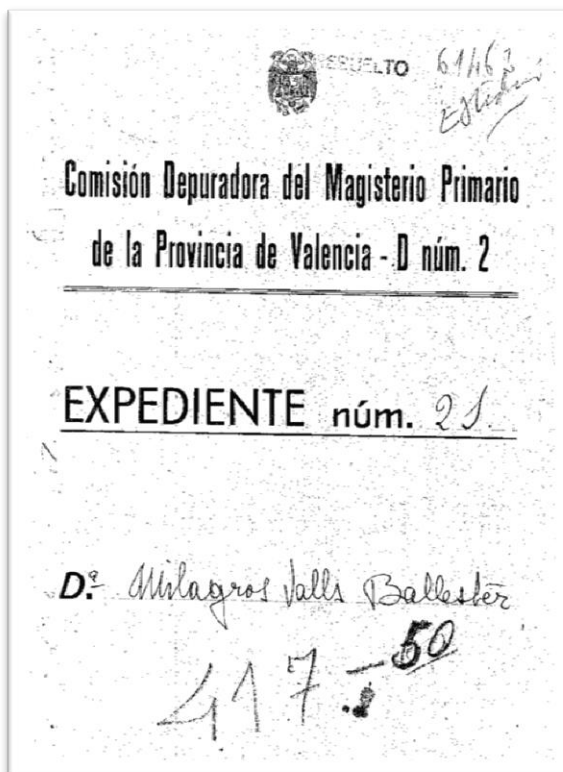 RESUELTO 61463
Comisión Depuradora del Magisterio Primario
de la Provincia de Valencia - D núm. 2
EXPEDIENTE núm. 21.
D.ª Milagros Valls Ballester
417.-50